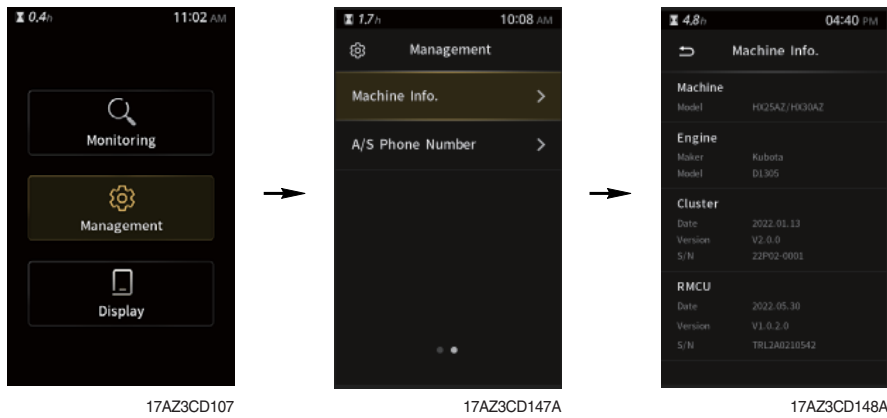 0.4h 11:02 AM
Monitoring
Management
Display
17AZ3CD107
1.7h 10:08 AM
Management
Machine Info.
A/S Phone Number
17AZ3CD147A
4.8h 04:40 PM
Machine Info.
Machine
Model HX25AZ/HX30AZ
Engine
Maker Kubota
Model D1305
Cluster
Date 2022.01.13
Version V2.0.0
S/N 22P02-0001
RMCU
Date 2022.05.30
Version V1.0.2.0
S/N TRL2A0210542
17AZ3CD148A